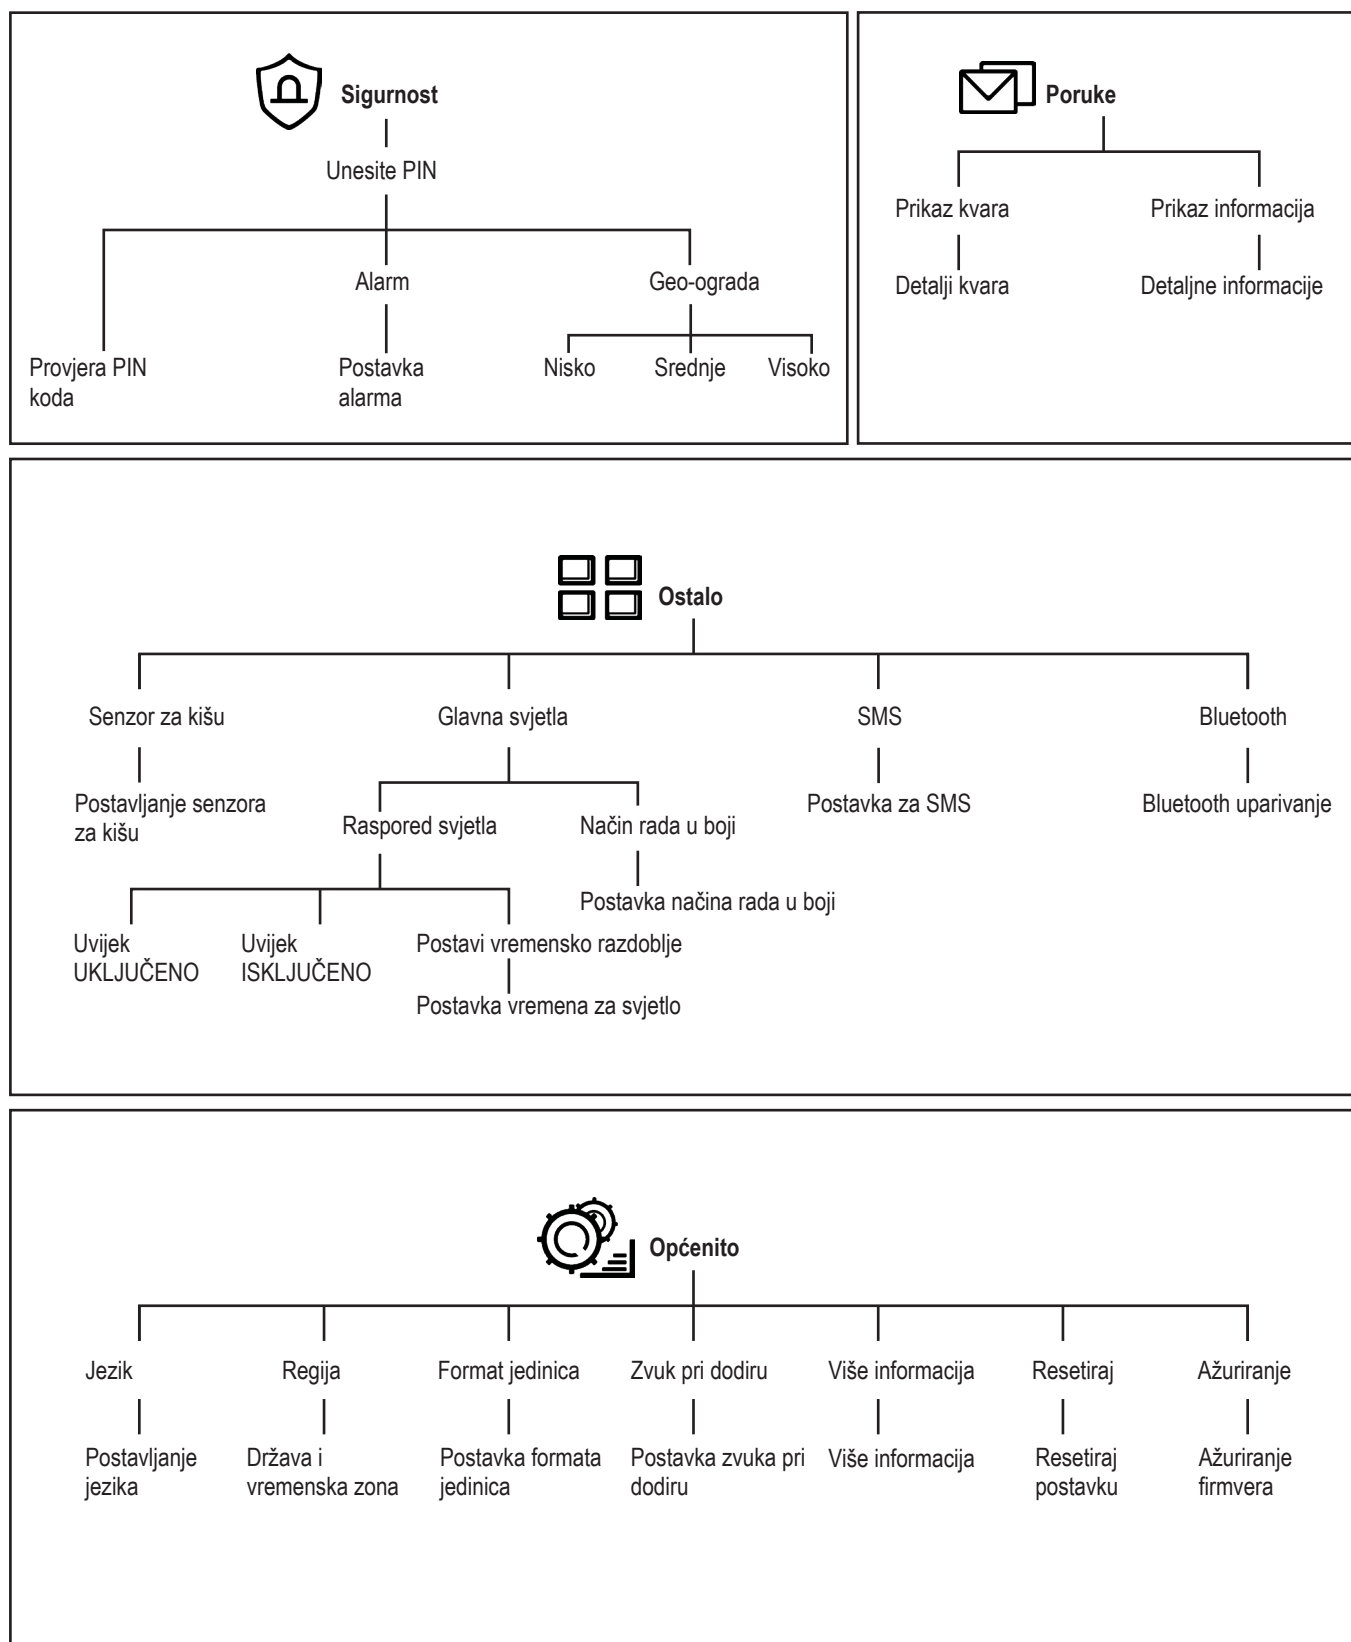 Sigurnost
Unesite PIN
Alarm
Geo-ograda
Provjera PIN
koda
Postavka
alarma
Nisko
Srednje
Visoko
Poruke
Prikaz kvara
Prikaz informacija
Detalji kvara
Detaljne informacije
Ostalo
Senzor za kišu
Glavna svjetla
SMS
Bluetooth
Postavljanje senzora
za kišu
Raspored svjetla
Način rada u boji
Postavka za SMS
Bluetooth uparivanje
Postavka načina rada u boji
Uvijek
UKLJUČENO
Uvijek
ISKLJUČENO
Postavi vremensko razdoblje
Postavka vremena za svjetlo
Općenito
Jezik
Regija
Format jedinica
Zvuk pri dodiru
Više informacija
Resetiraj
Ažuriranje
Postavljanje
jezika
Država i
vremenska zona
Postavka formata
jedinica
Postavka zvuka pri
dodiru
Više informacija
Resetiraj
postavku
Ažuriranje
firmvera